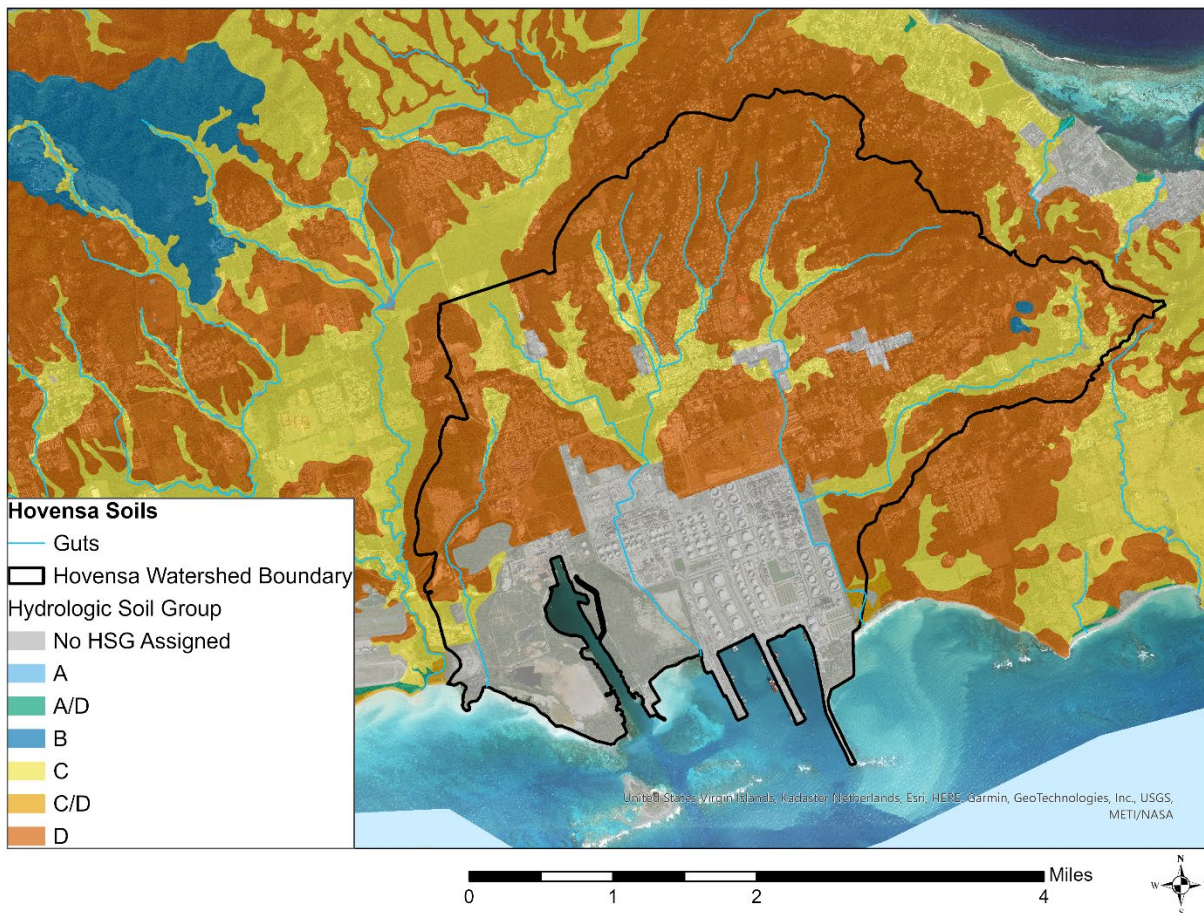 Hovensa Soils
Guts
Hovensa Watershed Boundary
Hydrologic Soil Group
No HSG Assigned
A
A/D
B
C
C/D
D
United States Virgin Islands, Kadaster Netherlands, Esri, HERE, Garmin, GeoTechnologies, Inc., USGS,
METI/NASA
Miles
0 1 2 4
N
W E
S